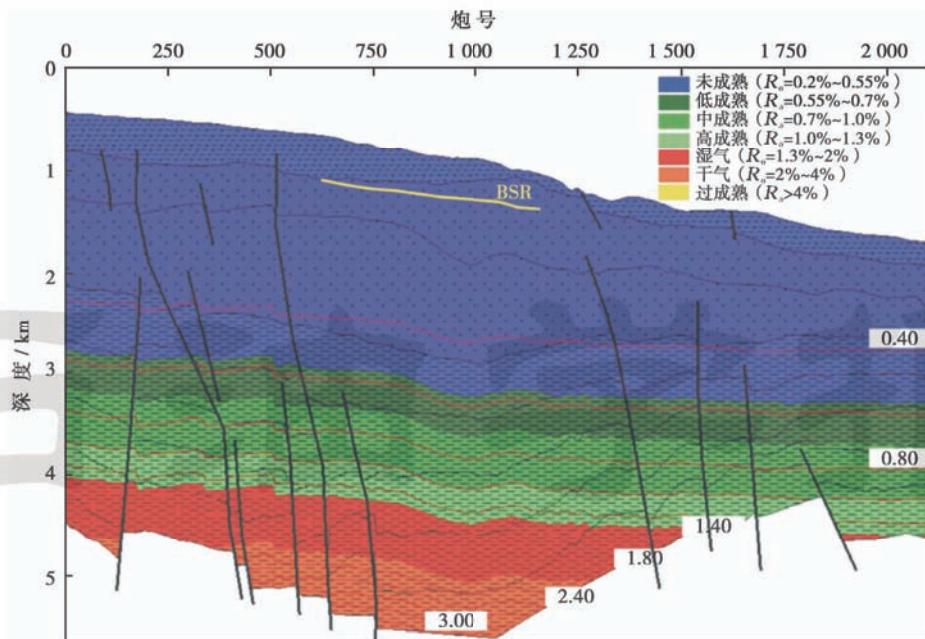 炮号
0 250 500 750 1 000 1 250 1 500 1 750 2 000
0
1
2
3
4
5
深度/km
未成熟（Ro=0.2%~0.55%）
低成熟（Ro=0.55%~0.7%）
中成熟（Ro=0.7%~1.0%）
高成熟（Ro=1.0%~1.3%）
湿气（Ro=1.3%~2%）
干气（Ro=2%~4%）
过成熟（Ro>4%）
BSR
0.40
0.80
1.40
1.80
2.40
3.00